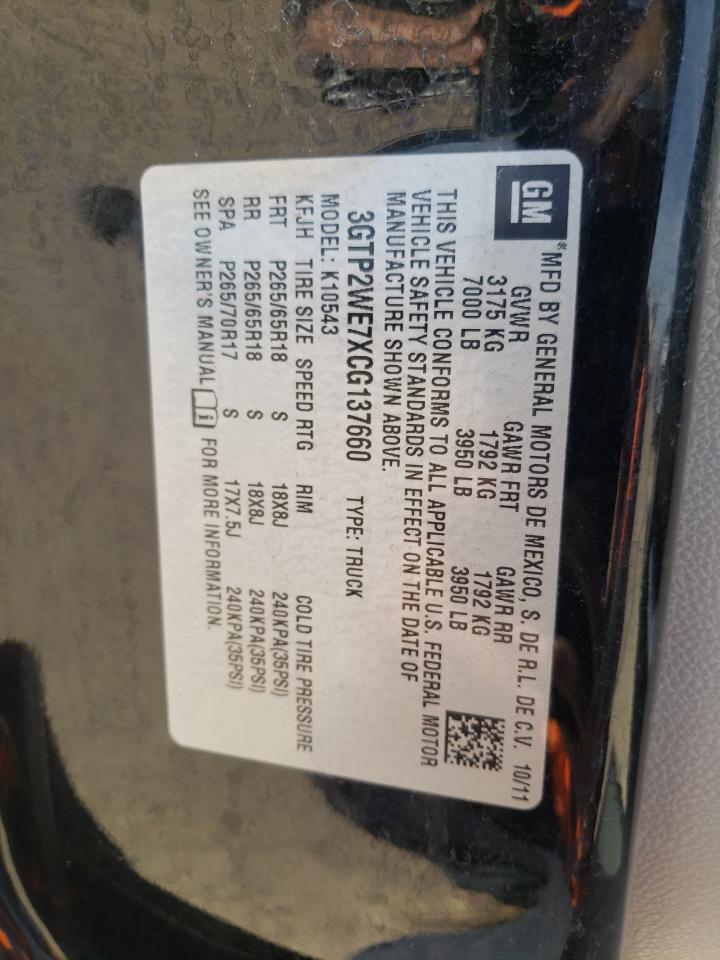 GM ® MFD BY GENERAL MOTORS DE MEXICO, S. DE R.L. DE C.V. 10/11
GVWR GAWR FRT GAWR RR
3175 KG 1792 KG 1792 KG
7000 LB 3950 LB 3950 LB
THIS VEHICLE CONFORMS TO ALL APPLICABLE U.S. FEDERAL MOTOR
VEHICLE SAFETY STANDARDS IN EFFECT ON THE DATE OF
MANUFACTURE SHOWN ABOVE.
3GTP2WE7XCG137660 TYPE: TRUCK
MODEL: K10543
KFJH TIRE SIZE SPEED RTG RIM COLD TIRE PRESSURE
FRT P265/65R18 S 18X8J 240KPA(35PSI)
RR P265/65R18 S 18X8J 240KPA(35PSI)
SPA P265/70R17 S 17X7.5J 240KPA(35PSI)
SEE OWNER'S MANUAL i FOR MORE INFORMATION.